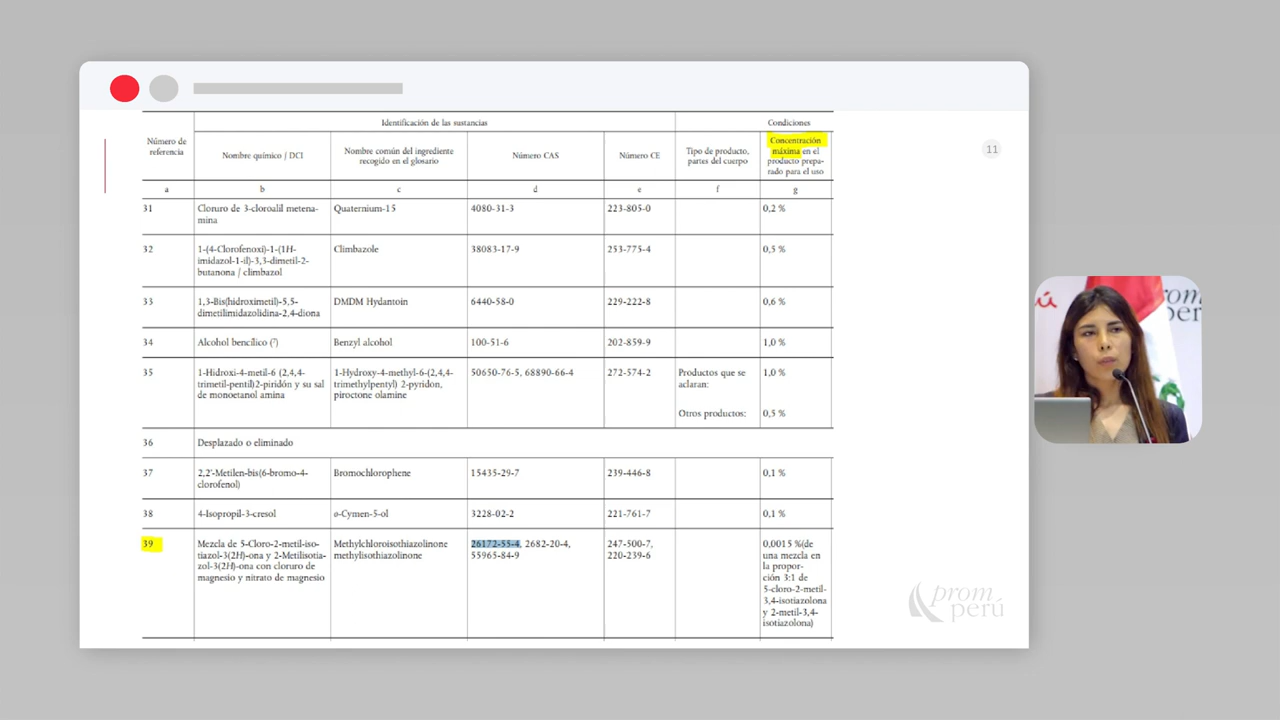 Identificación de las sustancias
Condiciones
Número de
referencia
Nombre químico / DCI
Nombre común del ingrediente
recogido en el glosario
Número CAS
Número CE
Tipo de producto,
partes del cuerpo
Concentración
máxima en el
producto prepa-
rado para el uso
11
a
b
c
d
e
f
g
31
Cloruro de 3-cloroalil metena-
mina
Quaternium-15
4080-31-3
223-805-0
0,2 %
32
1-(4-Clorofenoxi)-1-(1H-
imidazol-1-il)-3,3-dimetil-2-
butanona / climbazol
Climbazole
38083-17-9
253-775-4
0,5 %
33
1,3-Bis(hidroximetil)-5,5-
dimetilimidazolidina-2,4-diona
DMDM Hydantoin
6440-58-0
229-222-8
0,6 %
34
Alcohol bencílico (7)
Benzyl alcohol
100-51-6
202-859-9
1,0 %
35
1-Hidroxi-4-metil-6 (2,4,4-
trimetil-pentil)2-piridón y su sal
de monoetanol amina
1-Hydroxy-4-methyl-6-(2,4,4-
trimethylpentyl) 2-pyridon,
piroctone olamine
50650-76-5, 68890-66-4
272-574-2
Productos que se
aclaran:
1,0 %
Otros productos:
0,5 %
36
Desplazado o eliminado
37
2,2'-Metilen-bis(6-bromo-4-
clorofenol)
Bromochlorophene
15435-29-7
239-446-8
0,1 %
38
4-Isopropil-3-cresol
o-Cymen-5-ol
3228-02-2
221-761-7
0,1 %
39
Mezcla de 5-Cloro-2-metil-iso-
tiazol-3(2H)-ona y 2-Metilisotia-
zol-3(2H)-ona con cloruro de
magnesio y nitrato de magnesio
Methylchloroisothiazolinone
methylisothiazolinone
26172-55-4, 2682-20-4,
55965-84-9
247-500-7,
220-239-6
0,0015 %(de
una mezcla en
la propor-
ción 3:1 de
5-cloro-2-metil-
3,4-isotiazolona
y 2-metil-3,4-
isotiazolona)
prom
perú